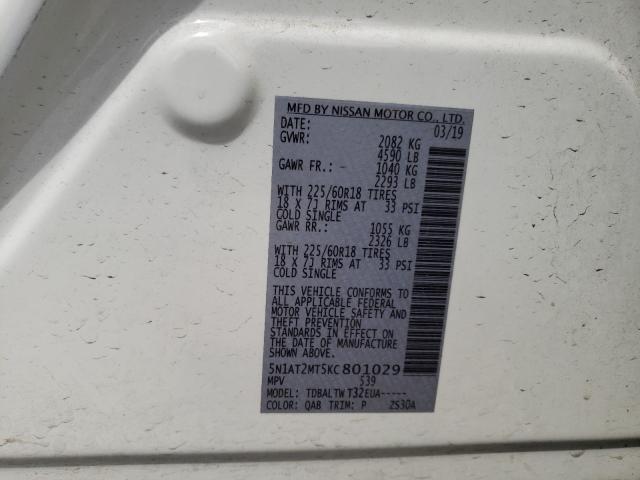 MFD BY NISSAN MOTOR CO., LTD.
DATE: 03/19
GVWR: 2082 KG
4590 LB
GAWR FR.: - 1040 KG
2293 LB
WITH 225/60R18 TIRES
18 X 7J RIMS AT 33 PSI
COLD SINGLE
GAWR RR.: 1055 KG
2326 LB
WITH 225/60R18 TIRES
18 X 7J RIMS AT 33 PSI
COLD SINGLE
THIS VEHICLE CONFORMS TO
ALL APPLICABLE FEDERAL
MOTOR VEHICLE SAFETY AND
THEFT PREVENTION
STANDARDS IN EFFECT ON
THE DATE OF MANUFACTURE
SHOWN ABOVE.
5N1AT2MT5KC801029
MPV 539
MODEL: TDBALTWT32EUA-----
COLOR: QAB TRIM: P 2S30A